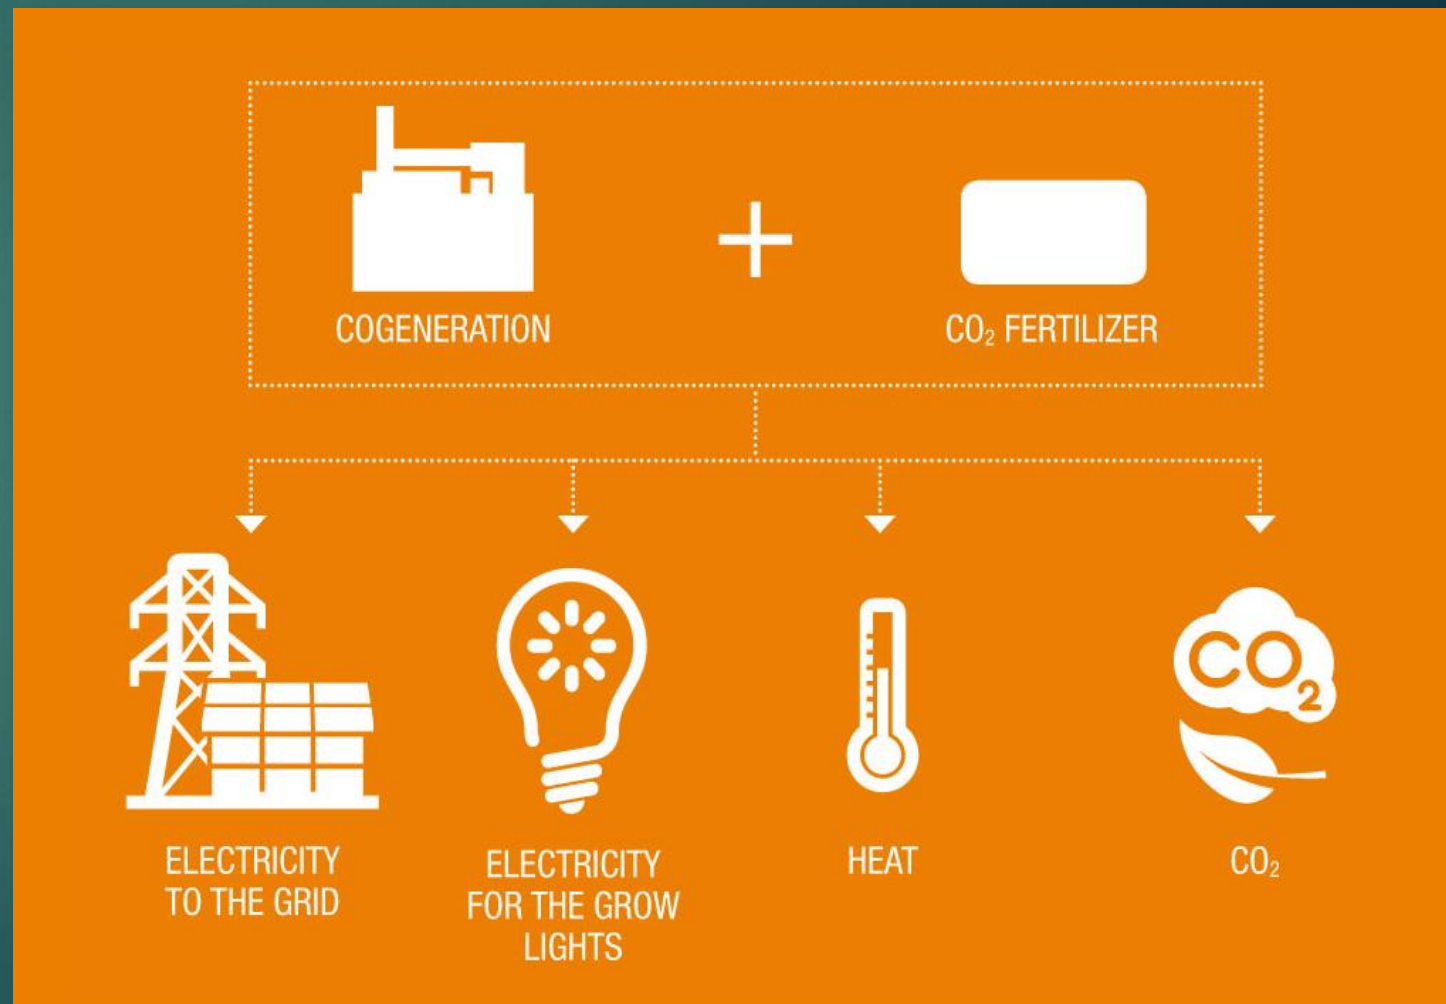 COGENERATION
CO₂ FERTILIZER
CO₂
ELECTRICITY
TO THE GRID
ELECTRICITY
FOR THE GROW
LIGHTS
HEAT
CO₂